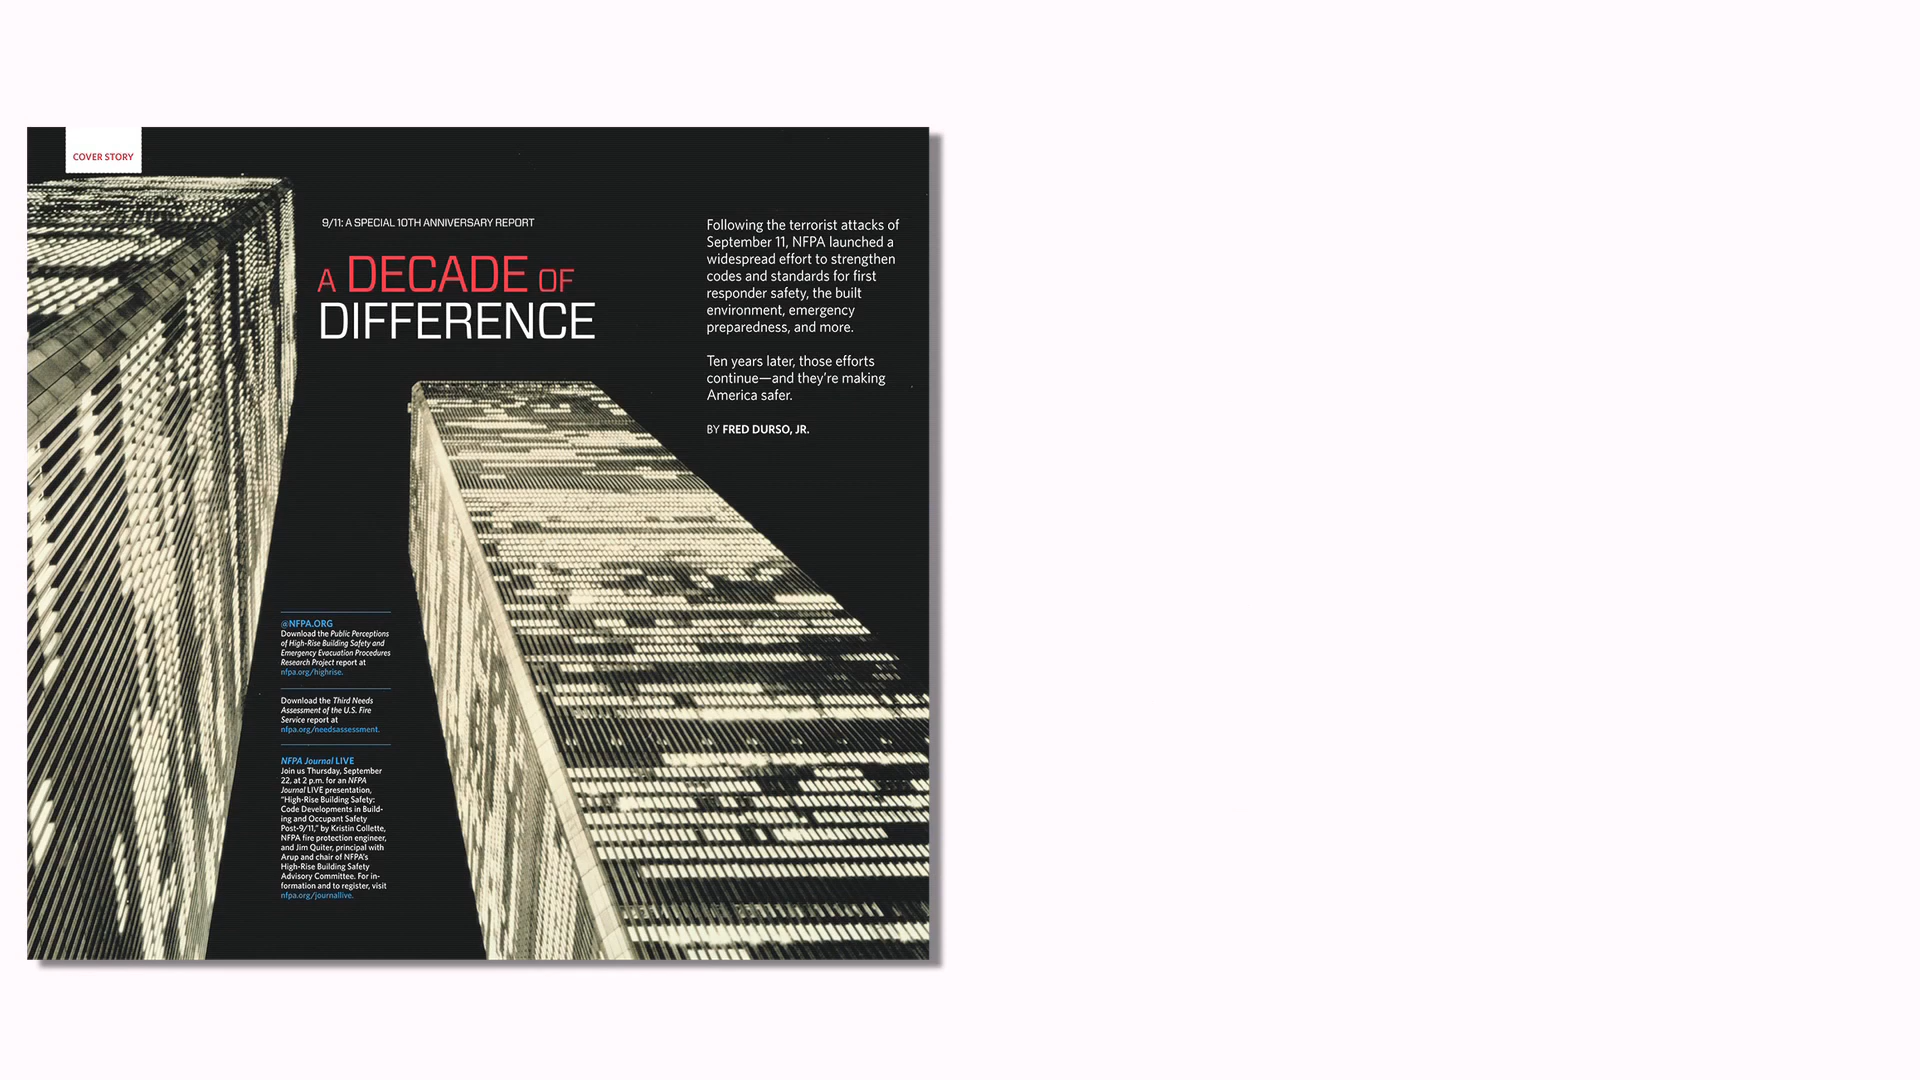 COVER STORY
9/11: A SPECIAL 10TH ANNIVERSARY REPORT
A DECADE OF
DIFFERENCE
Following the terrorist attacks of
September 11, NFPA launched a
widespread effort to strengthen
codes and standards for first
responder safety, the built
environment, emergency
preparedness, and more.
Ten years later, those efforts
continue—and they're making
America safer.
BY FRED DURSO, JR.
@NFPA.ORG
Download the Public Perceptions
of High-Rise Building Safety and
Emergency Evacuation Procedures
Research Project report at
nfpa.org/highrise.
Download the Third Needs
Assessment of the U.S. Fire
Service report at
nfpa.org/needsassessment.
NFPA Journal LIVE
Join us Thursday, September
22, at 2 p.m. for an NFPA
Journal LIVE presentation,
"High-Rise Building Safety:
Code Developments in Build-
ing and Occupant Safety
Post-9/11," by Kristin Collette,
NFPA fire protection engineer,
and Jim Quiter, principal with
Arup and chair of NFPA's
High-Rise Building Safety
Advisory Committee. For in-
formation and to register, visit
nfpa.org/journallive.